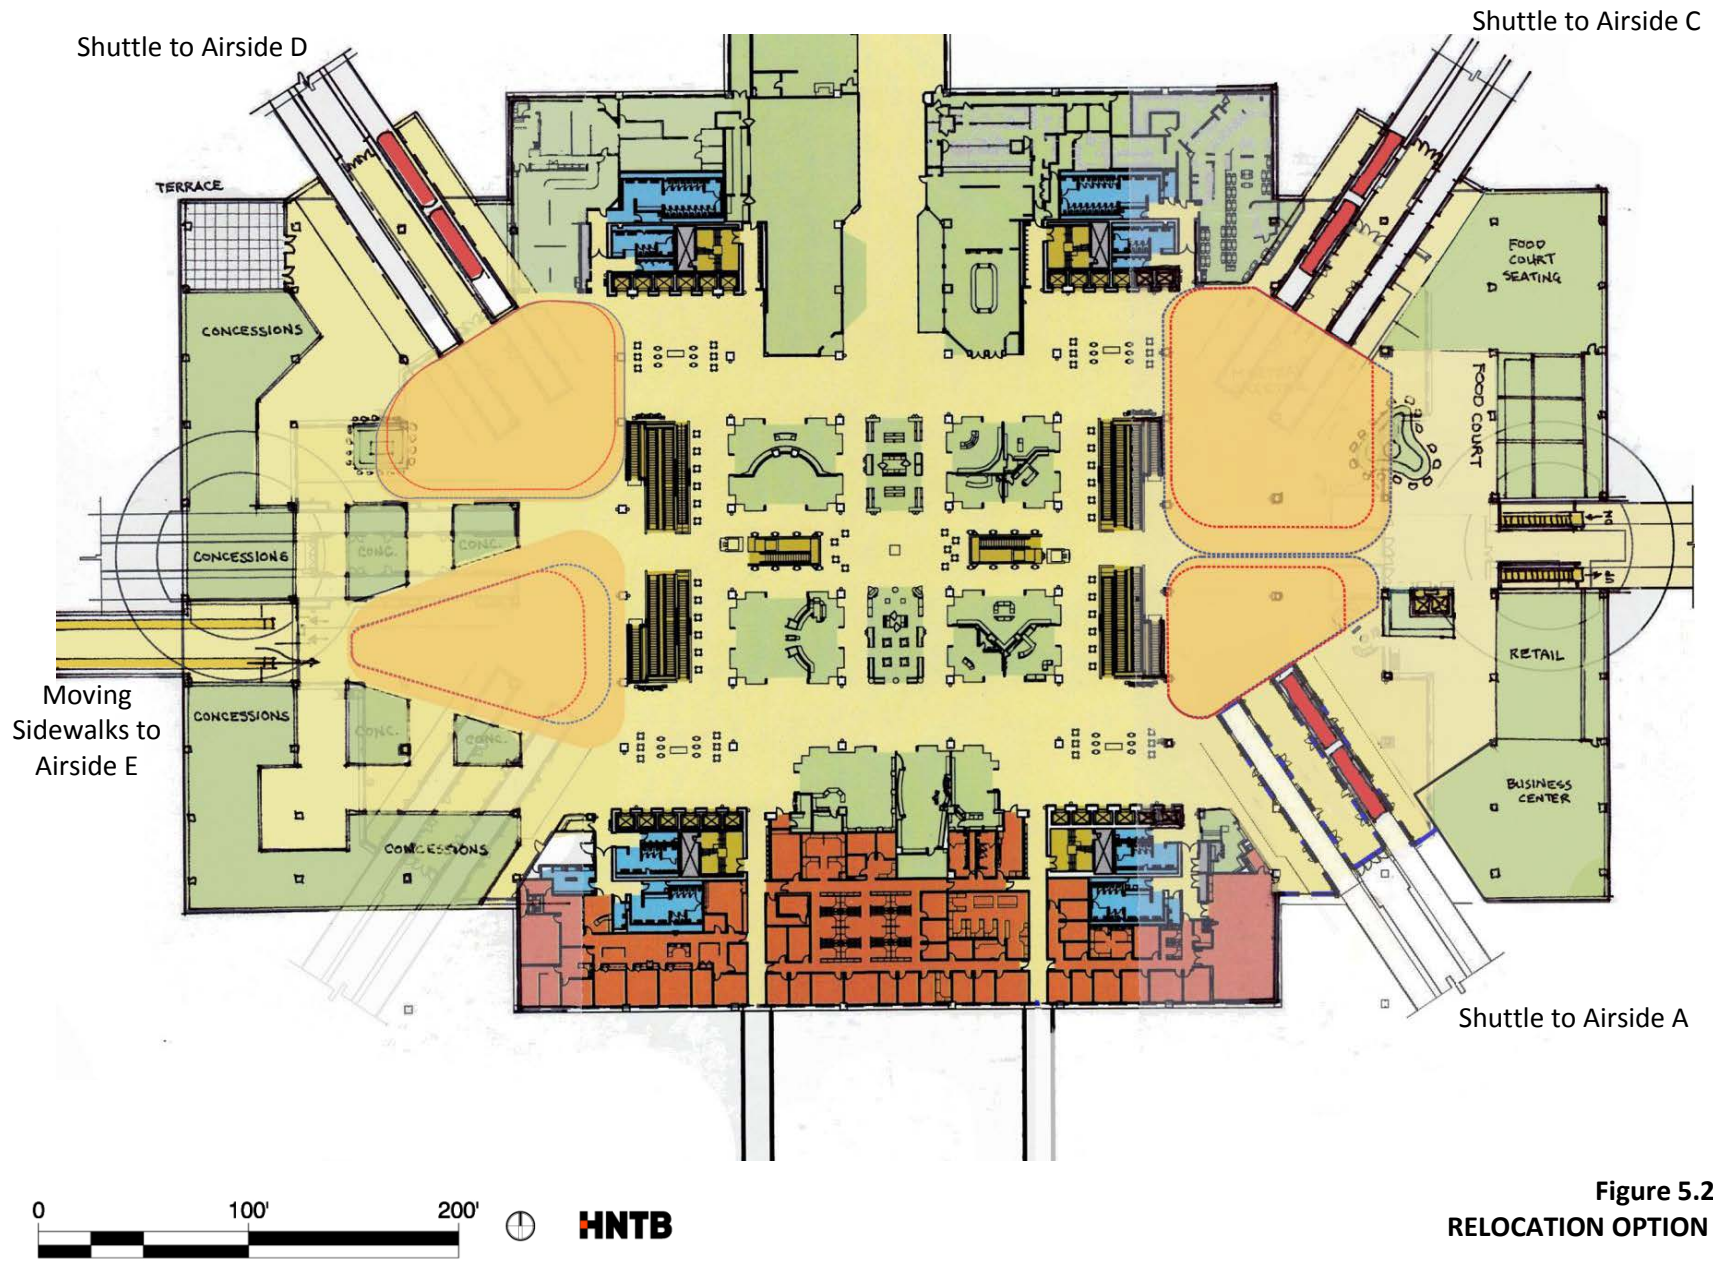 Shuttle to Airside C
Shuttle to Airside D
TERRACE
FOOD
COURT
SEATING
CONCESSIONS
FOOD COURT
CONCESSIONS
CONC.
CONC.
DN
UP
RETAIL
Moving
Sidewalks to
Airside E
CONCESSIONS
CONC.
CONC.
BUSINESS
CENTER
CONCESSIONS
Shuttle to Airside A
Figure 5.2
RELOCATION OPTION
0 100' 200'
HNTB